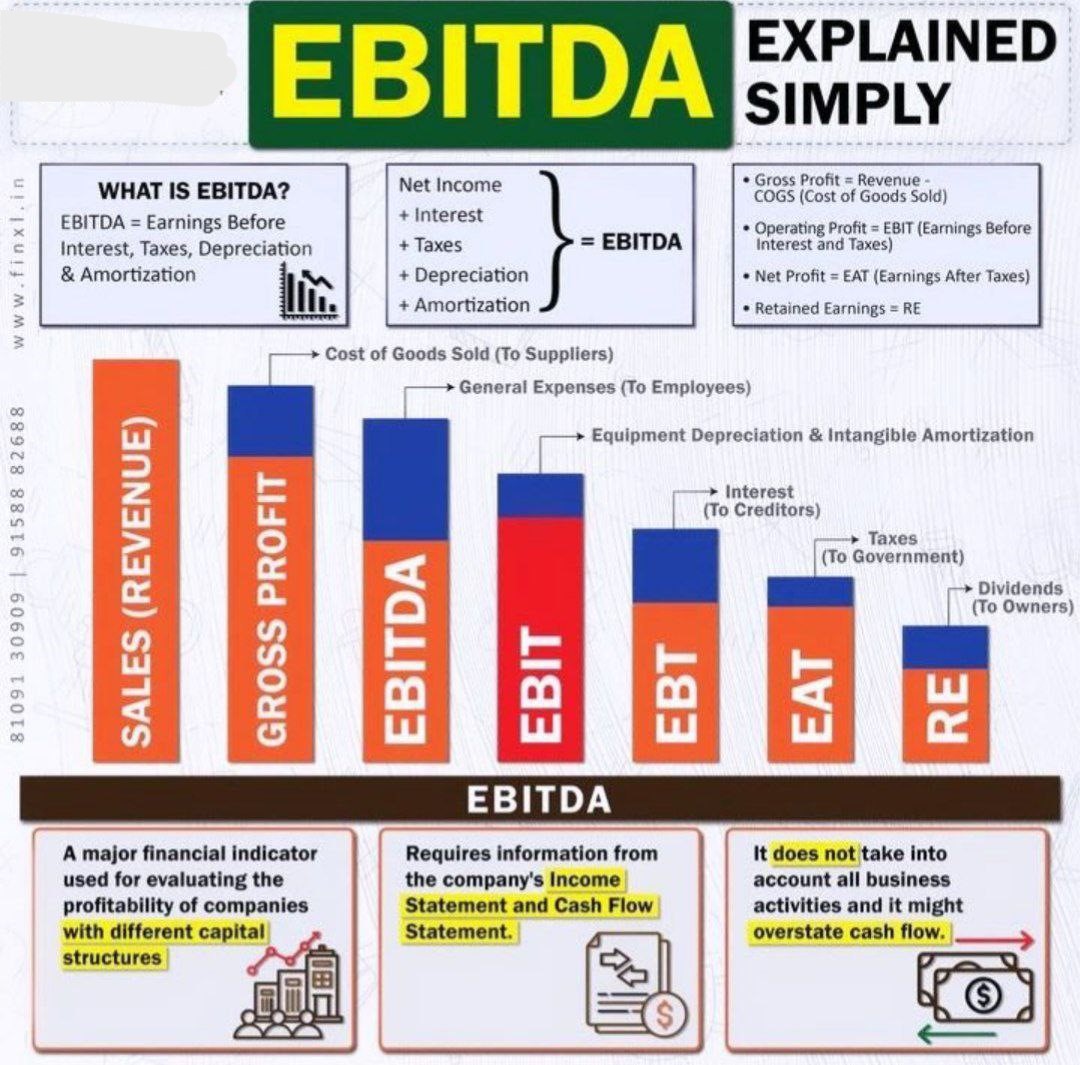 EBITDA
EXPLAINED
SIMPLY
WHAT IS EBITDA?
EBITDA = Earnings Before
Interest, Taxes, Depreciation
& Amortization
Net Income
+ Interest
+ Taxes
+ Depreciation
+ Amortization
= EBITDA
• Gross Profit = Revenue -
COGS (Cost of Goods Sold)
• Operating Profit = EBIT (Earnings Before
Interest and Taxes)
• Net Profit = EAT (Earnings After Taxes)
• Retained Earnings = RE
www.finxl.in
81091 30909 | 91588 82688
Cost of Goods Sold (To Suppliers)
General Expenses (To Employees)
Equipment Depreciation & Intangible Amortization
Interest
(To Creditors)
Taxes
(To Government)
Dividends
(To Owners)
SALES (REVENUE)
GROSS PROFIT
EBITDA
EBIT
EBT
EAT
RE
EBITDA
A major financial indicator
used for evaluating the
profitability of companies
with different capital
structures
Requires information from
the company's Income
Statement and Cash Flow
Statement.
$
It does not take into
account all business
activities and it might
overstate cash flow.
$